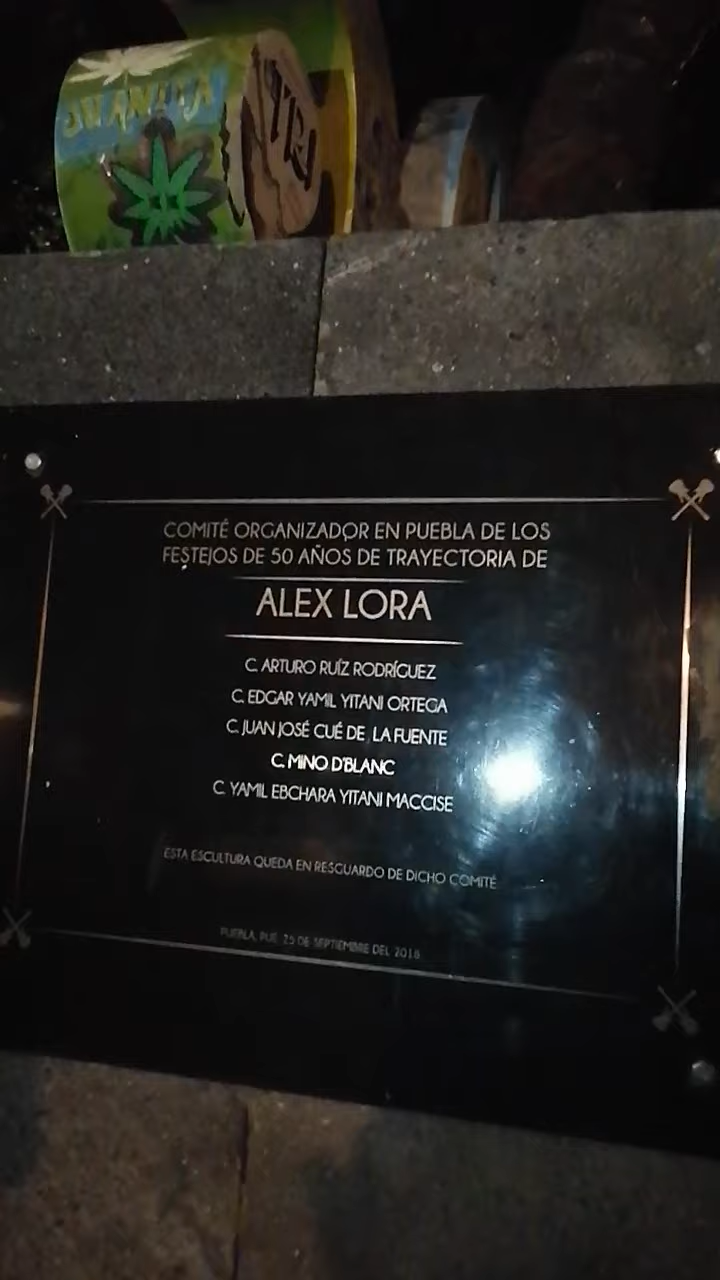 JUANITA
TRI
COMITÉ ORGANIZADOR EN PUEBLA DE LOS
FESTEJOS DE 50 AÑOS DE TRAYECTORIA DE
ALEX LORA
C. ARTURO RUÍZ RODRÍGUEZ
C. EDGAR YAMIL YITANI ORTEGA
C. JUAN JOSÉ CUÉ DE LA FUENTE
C. MINO D'BLANC
C. YAMIL EBCHARA YITANI MACCISE
ESTA ESCULTURA QUEDA EN RESGUARDO DE DICHO COMITÉ
PUEBLA, PUE. 25 DE SEPTIEMBRE DEL 2018